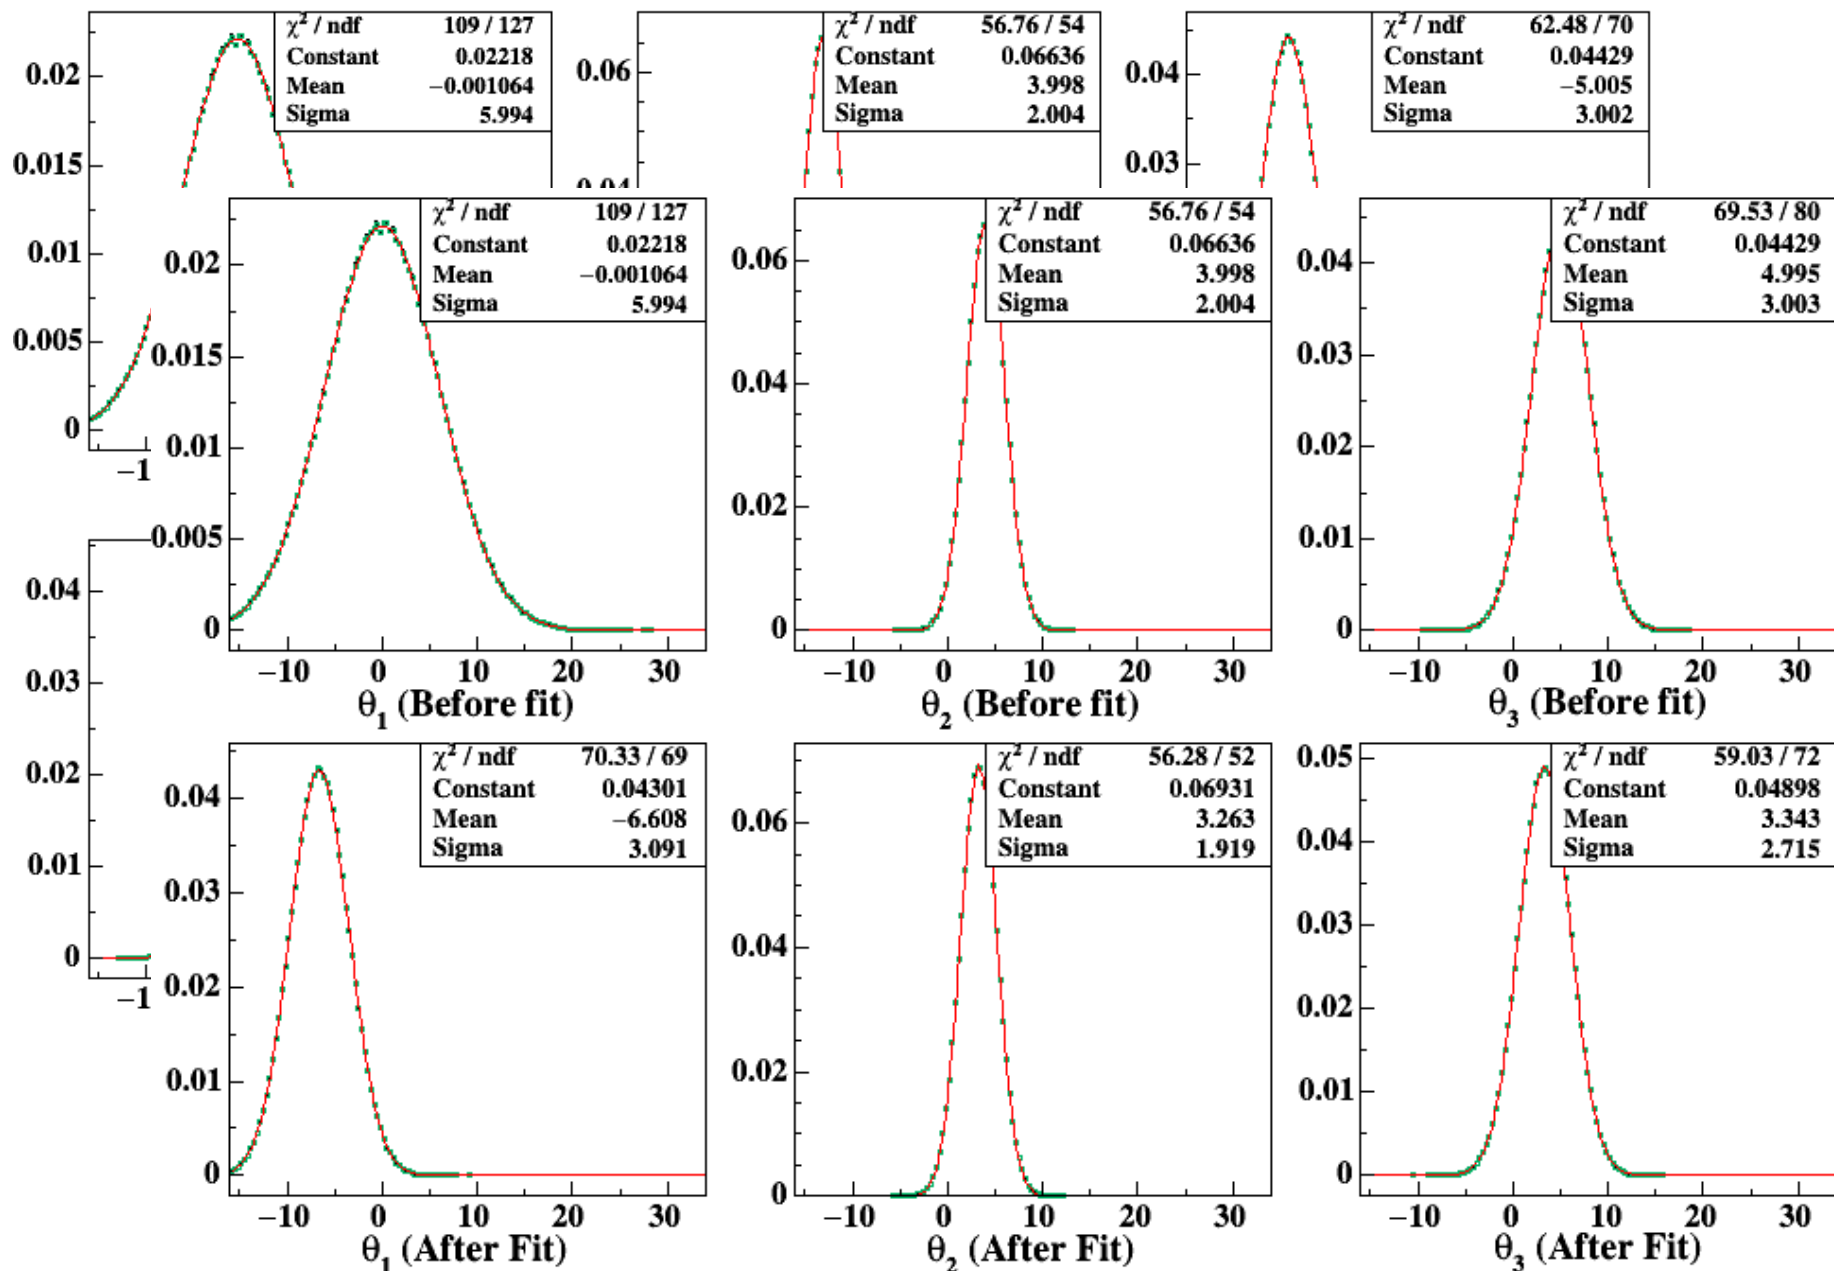 χ² / ndf 109 / 127
Constant 0.02218
Mean −0.001064
Sigma 5.994
0.02
0.015
0.01
0.005
0
−1
χ² / ndf 56.76 / 54
Constant 0.06636
Mean 3.998
Sigma 2.004
0.06
χ² / ndf 62.48 / 70
Constant 0.04429
Mean −5.005
Sigma 3.002
0.04
0.03
χ² / ndf 109 / 127
Constant 0.02218
Mean −0.001064
Sigma 5.994
0.02
0.015
0.01
0.005
0
−10 0 10 20 30
θ₁ (Before fit)
χ² / ndf 56.76 / 54
Constant 0.06636
Mean 3.998
Sigma 2.004
0.06
0.04
0.02
0
−10 0 10 20 30
θ₂ (Before fit)
χ² / ndf 69.53 / 80
Constant 0.04429
Mean 4.995
Sigma 3.003
0.04
0.03
0.02
0.01
0
−10 0 10 20 30
θ₃ (Before fit)
0.04
0.03
0.02
0.01
0
−1
χ² / ndf 70.33 / 69
Constant 0.04301
Mean −6.608
Sigma 3.091
0.04
0.03
0.02
0.01
0
−10 0 10 20 30
θ₁ (After Fit)
χ² / ndf 56.28 / 52
Constant 0.06931
Mean 3.263
Sigma 1.919
0.06
0.04
0.02
0
−10 0 10 20 30
θ₂ (After Fit)
χ² / ndf 59.03 / 72
Constant 0.04898
Mean 3.343
Sigma 2.715
0.05
0.04
0.03
0.02
0.01
0
−10 0 10 20 30
θ₃ (After Fit)